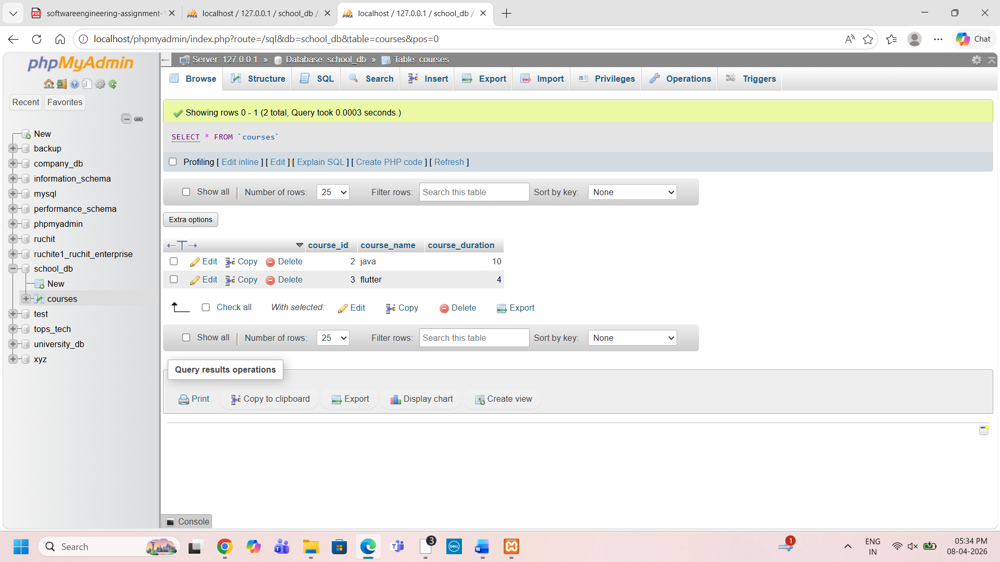 softwareengineering-assignment-1
localhost / 127.0.0.1 / school_db /
localhost / 127.0.0.1 / school_db /
localhost/phpmyadmin/index.php?route=/sql&db=school_db&table=courses&pos=0
Chat
phpMyAdmin
Recent
Favorites
New
backup
company_db
information_schema
mysql
performance_schema
phpmyadmin
ruchit
ruchite1_ruchit_enterprise
school_db
New
courses
test
tops_tech
university_db
xyz
Server: 127.0.0.1 » Database: school_db » Table: courses
Browse Structure SQL Search Insert Export Import Privileges Operations Triggers
Showing rows 0 - 1 (2 total, Query took 0.0003 seconds.)
SELECT * FROM `courses`
Profiling [ Edit inline ] [ Edit ] [ Explain SQL ] [ Create PHP code ] [ Refresh ]
Show all | Number of rows: 25 Filter rows: Search this table Sort by key: None
Extra options
course_id course_name course_duration
Edit Copy Delete 2 java 10
Edit Copy Delete 3 flutter 4
Check all With selected: Edit Copy Delete Export
Show all | Number of rows: 25 Filter rows: Search this table Sort by key: None
Query results operations
Print Copy to clipboard Export Display chart Create view
Console
Search
DELL
3
1
ENG
IN
05:34 PM
08-04-2026